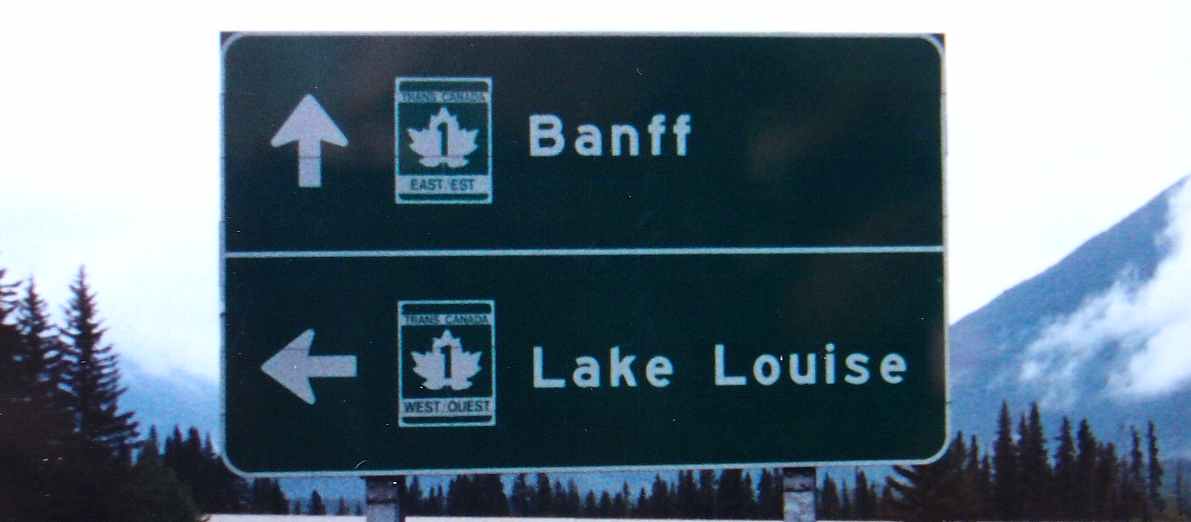 TRANS CANADA
1
EAST EST
Banff
TRANS CANADA
1
WEST OUEST
Lake Louise